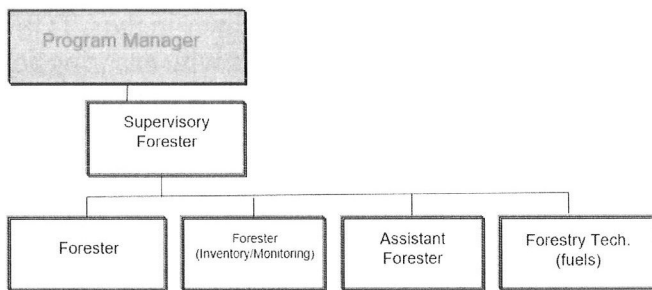 Program Manager
Supervisory
Forester
Forester
Forester
(Inventory/Monitoring)
Assistant
Forester
Forestry Tech.
(fuels)